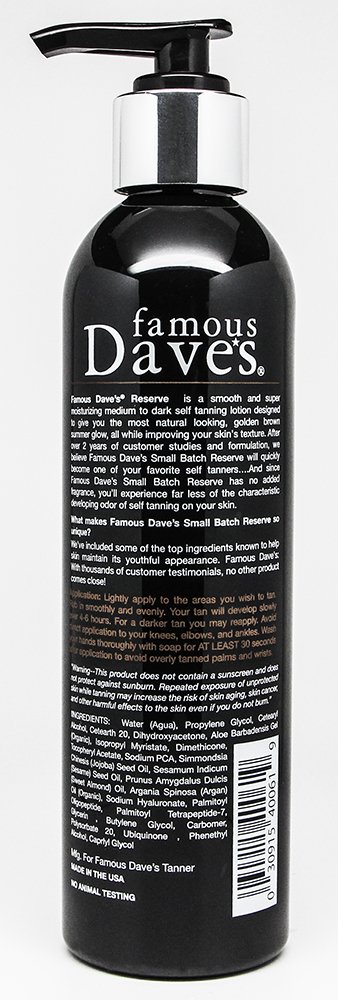 famous
Dave's®
Famous Dave's® Reserve is a smooth and super
moisturizing medium to dark self tanning lotion designed
to give you the most natural looking, golden brown
summer glow, all while improving your skin's texture. After
over 2 years of customer studies and formulation, we
believe Famous Dave's Small Batch Reserve will quickly
become one of your favorite self tanners....And since
Famous Dave's Small Batch Reserve has no added
fragrance, you'll experience far less of the characteristic
developing odor of self tanning on your skin.
What makes Famous Dave's Small Batch Reserve so
unique?
We've included some of the top ingredients known to help
skin maintain its youthful appearance. Famous Dave's:
With thousands of customer testimonials, no other product
comes close!
Application: Lightly apply to the areas you wish to tan
in smoothly and evenly. Your tan will develop slowly
over 4-6 hours. For a darker tan you may reapply. Avoid
direct application to your knees, elbows, and ankles. Wash
your hands thoroughly with soap for AT LEAST 30 seconds
after application to avoid overly tanned palms and wrists.
"Warning--This product does not contain a sunscreen and does
not protect against sunburn. Repeated exposure of unprotected
skin while tanning may increase the risk of skin aging, skin cancer,
and other harmful effects to the skin even if you do not burn."
INGREDIENTS: Water (Agua), Propylene Glycol, Cetearyl
Alcohol, Cetearth 20, Dihydroxyacetone, Aloe Barbadensis Gel
(Organic), Isopropyl Myristate, Dimethicone,
Tocopheryl Acetate, Sodium PCA, Simmondsia
Chinesis (Jojoba) Seed Oil, Sesamum Indicum
(Sesame) Seed Oil, Prunus Amygdalus Dulcis
(Sweet Almond) Oil, Argania Spinosa (Argan)
Oil (Organic), Sodium Hyaluronate, Palmitoyl
Oligopeptide, Palmitoyl Tetrapeptide-7,
Glycerin , Butylene Glycol, Carbomer,
Polysorbate 20, Ubiquinone , Phenethyl
Alcohol, Caprlyl Glycol
Mfg. For Famous Dave's Tanner
MADE IN THE USA
NO ANIMAL TESTING
0 30915 40061 9